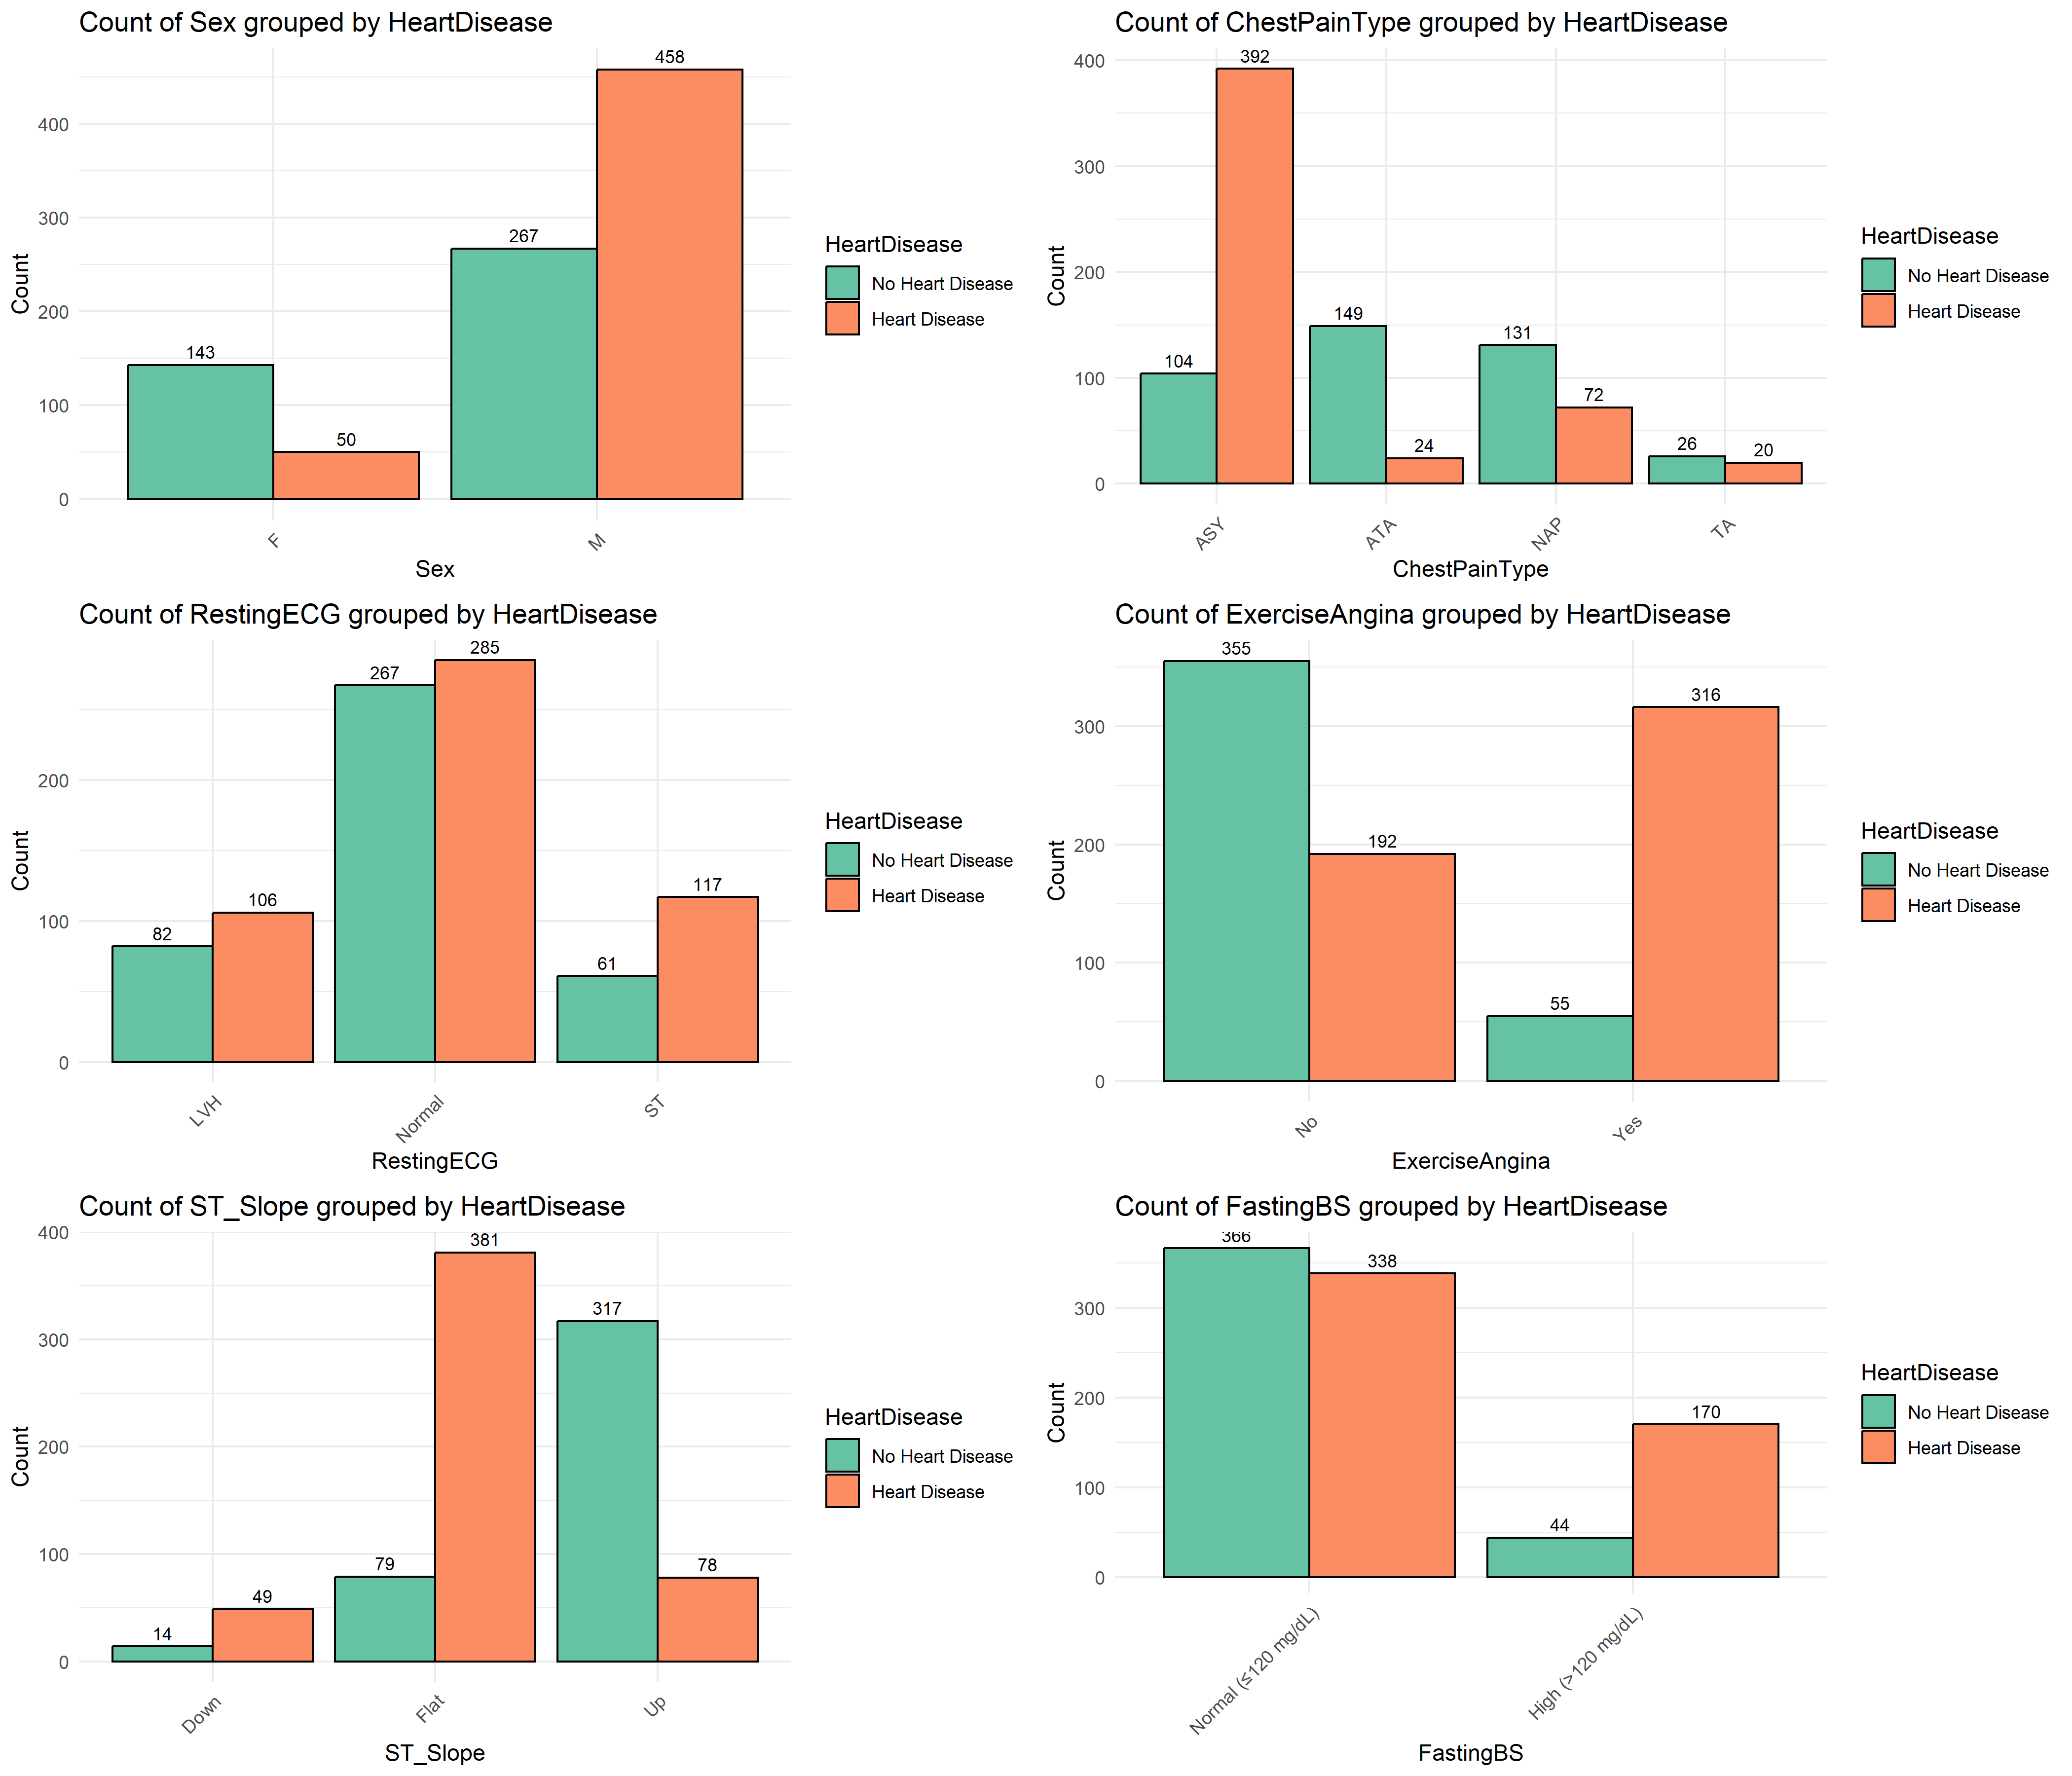 Count of Sex grouped by HeartDisease
458
400
300
267
200
143
100
50
0
Count
F
M
Sex
HeartDisease
No Heart Disease
Heart Disease
Count of ChestPainType grouped by HeartDisease
400
392
300
200
149
131
104
100
72
24
26
20
0
Count
ASY
ATA
NAP
TA
ChestPainType
HeartDisease
No Heart Disease
Heart Disease
Count of RestingECG grouped by HeartDisease
285
267
200
117
106
100
82
61
0
Count
LVH
Normal
ST
RestingECG
HeartDisease
No Heart Disease
Heart Disease
Count of ExerciseAngina grouped by HeartDisease
355
316
300
200
192
100
55
0
Count
No
Yes
ExerciseAngina
HeartDisease
No Heart Disease
Heart Disease
Count of ST_Slope grouped by HeartDisease
400
381
317
300
200
100
79
78
49
14
0
Count
Down
Flat
Up
ST_Slope
HeartDisease
No Heart Disease
Heart Disease
Count of FastingBS grouped by HeartDisease
366
338
300
200
170
100
44
0
Count
Normal (≤120 mg/dL)
High (>120 mg/dL)
FastingBS
HeartDisease
No Heart Disease
Heart Disease